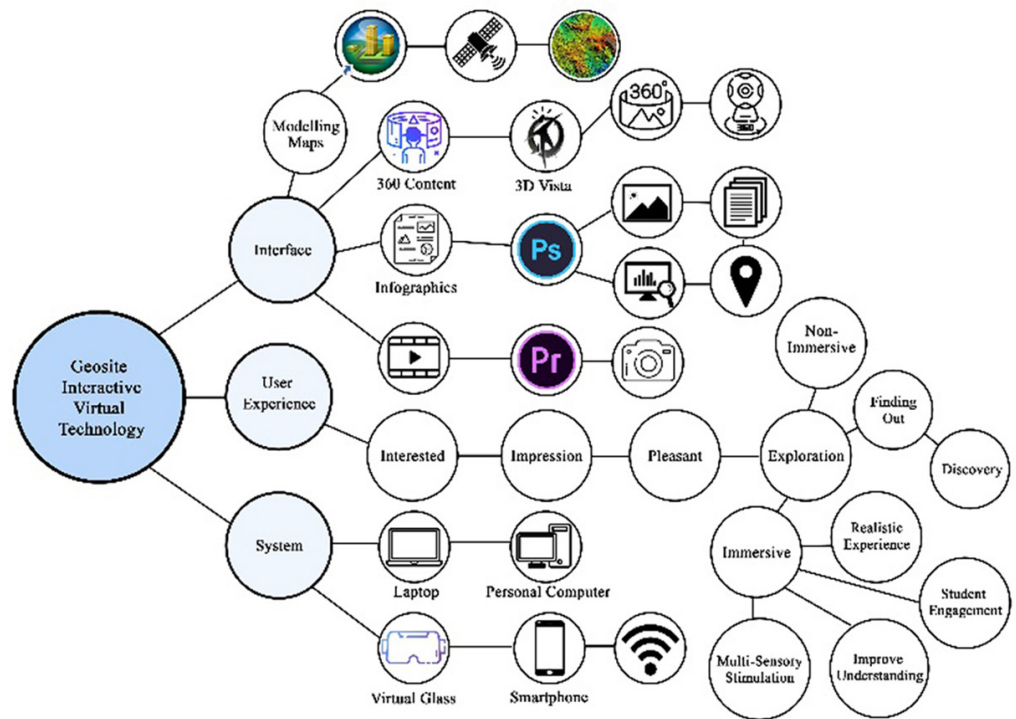 Modelling
Maps
360°
360
360 Content
3D Vista
Interface
Infographics
Ps
Geosite
Interactive
Virtual
Technology
User
Experience
Pr
Non-
Immersive
Finding
Out
Interested
Impression
Pleasant
Exploration
Discovery
System
Laptop
Personal Computer
Immersive
Realistic
Experience
Student
Engagement
Virtual Glass
Smartphone
Multi-Sensory
Stimulation
Improve
Understanding